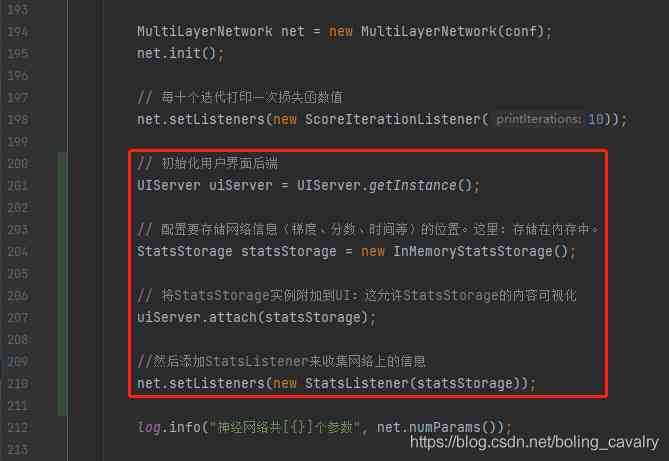 193
194 MultiLayerNetwork net = new MultiLayerNetwork(conf);
195 net.init();
196
197 // 每十个迭代打印一次损失函数值
198 net.setListeners(new ScoreIterationListener( printIterations: 10));
199
200 // 初始化用户界面后端
201 UIServer uiServer = UIServer.getInstance();
202
203 // 配置要存储网络信息（梯度、分数、时间等）的位置。这里：存储在内存中。
204 StatsStorage statsStorage = new InMemoryStatsStorage();
205
206 // 将StatsStorage实例附加到UI：这允许StatsStorage的内容可视化
207 uiServer.attach(statsStorage);
208
209 //然后添加StatsListener来收集网络上的信息
210 net.setListeners(new StatsListener(statsStorage));
211
212 log.info("神经网络共[{}]个参数", net.numParams());
https://blog.csdn.net/boling_cavalry
213